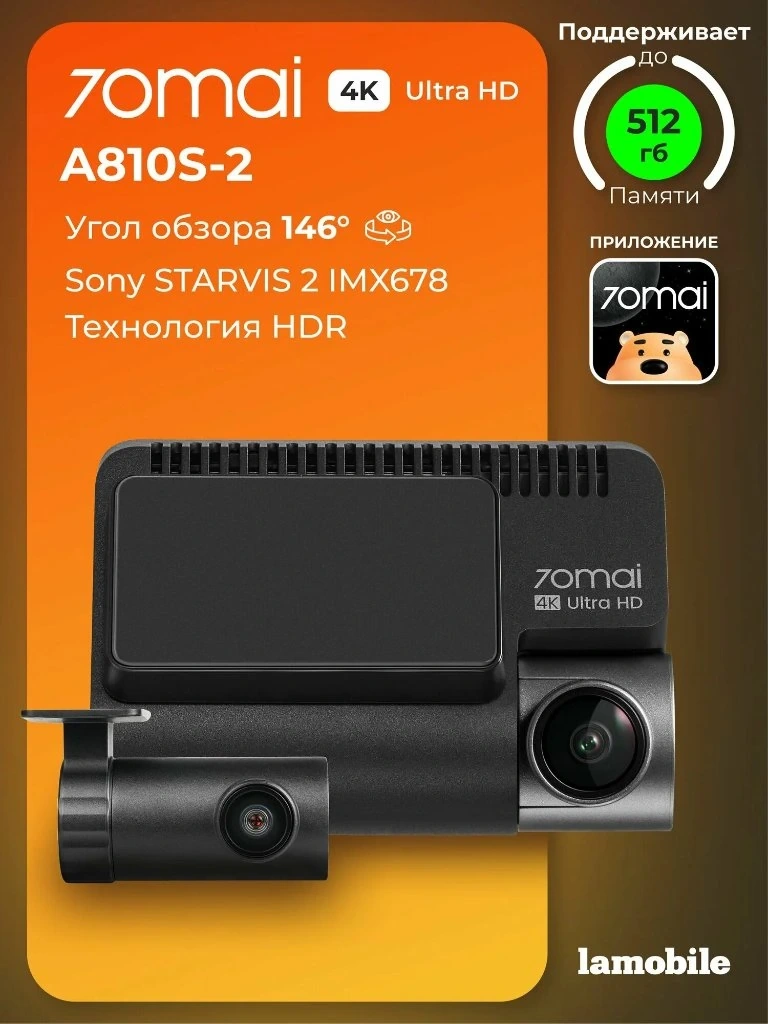 70mai 4K Ultra HD
A810S-2
Угол обзора 146°
Sony STARVIS 2 IMX678
Технология HDR
Поддерживает
до
512
гб
Памяти
ПРИЛОЖЕНИЕ
70mai
70mai
4K Ultra HD
lamobile